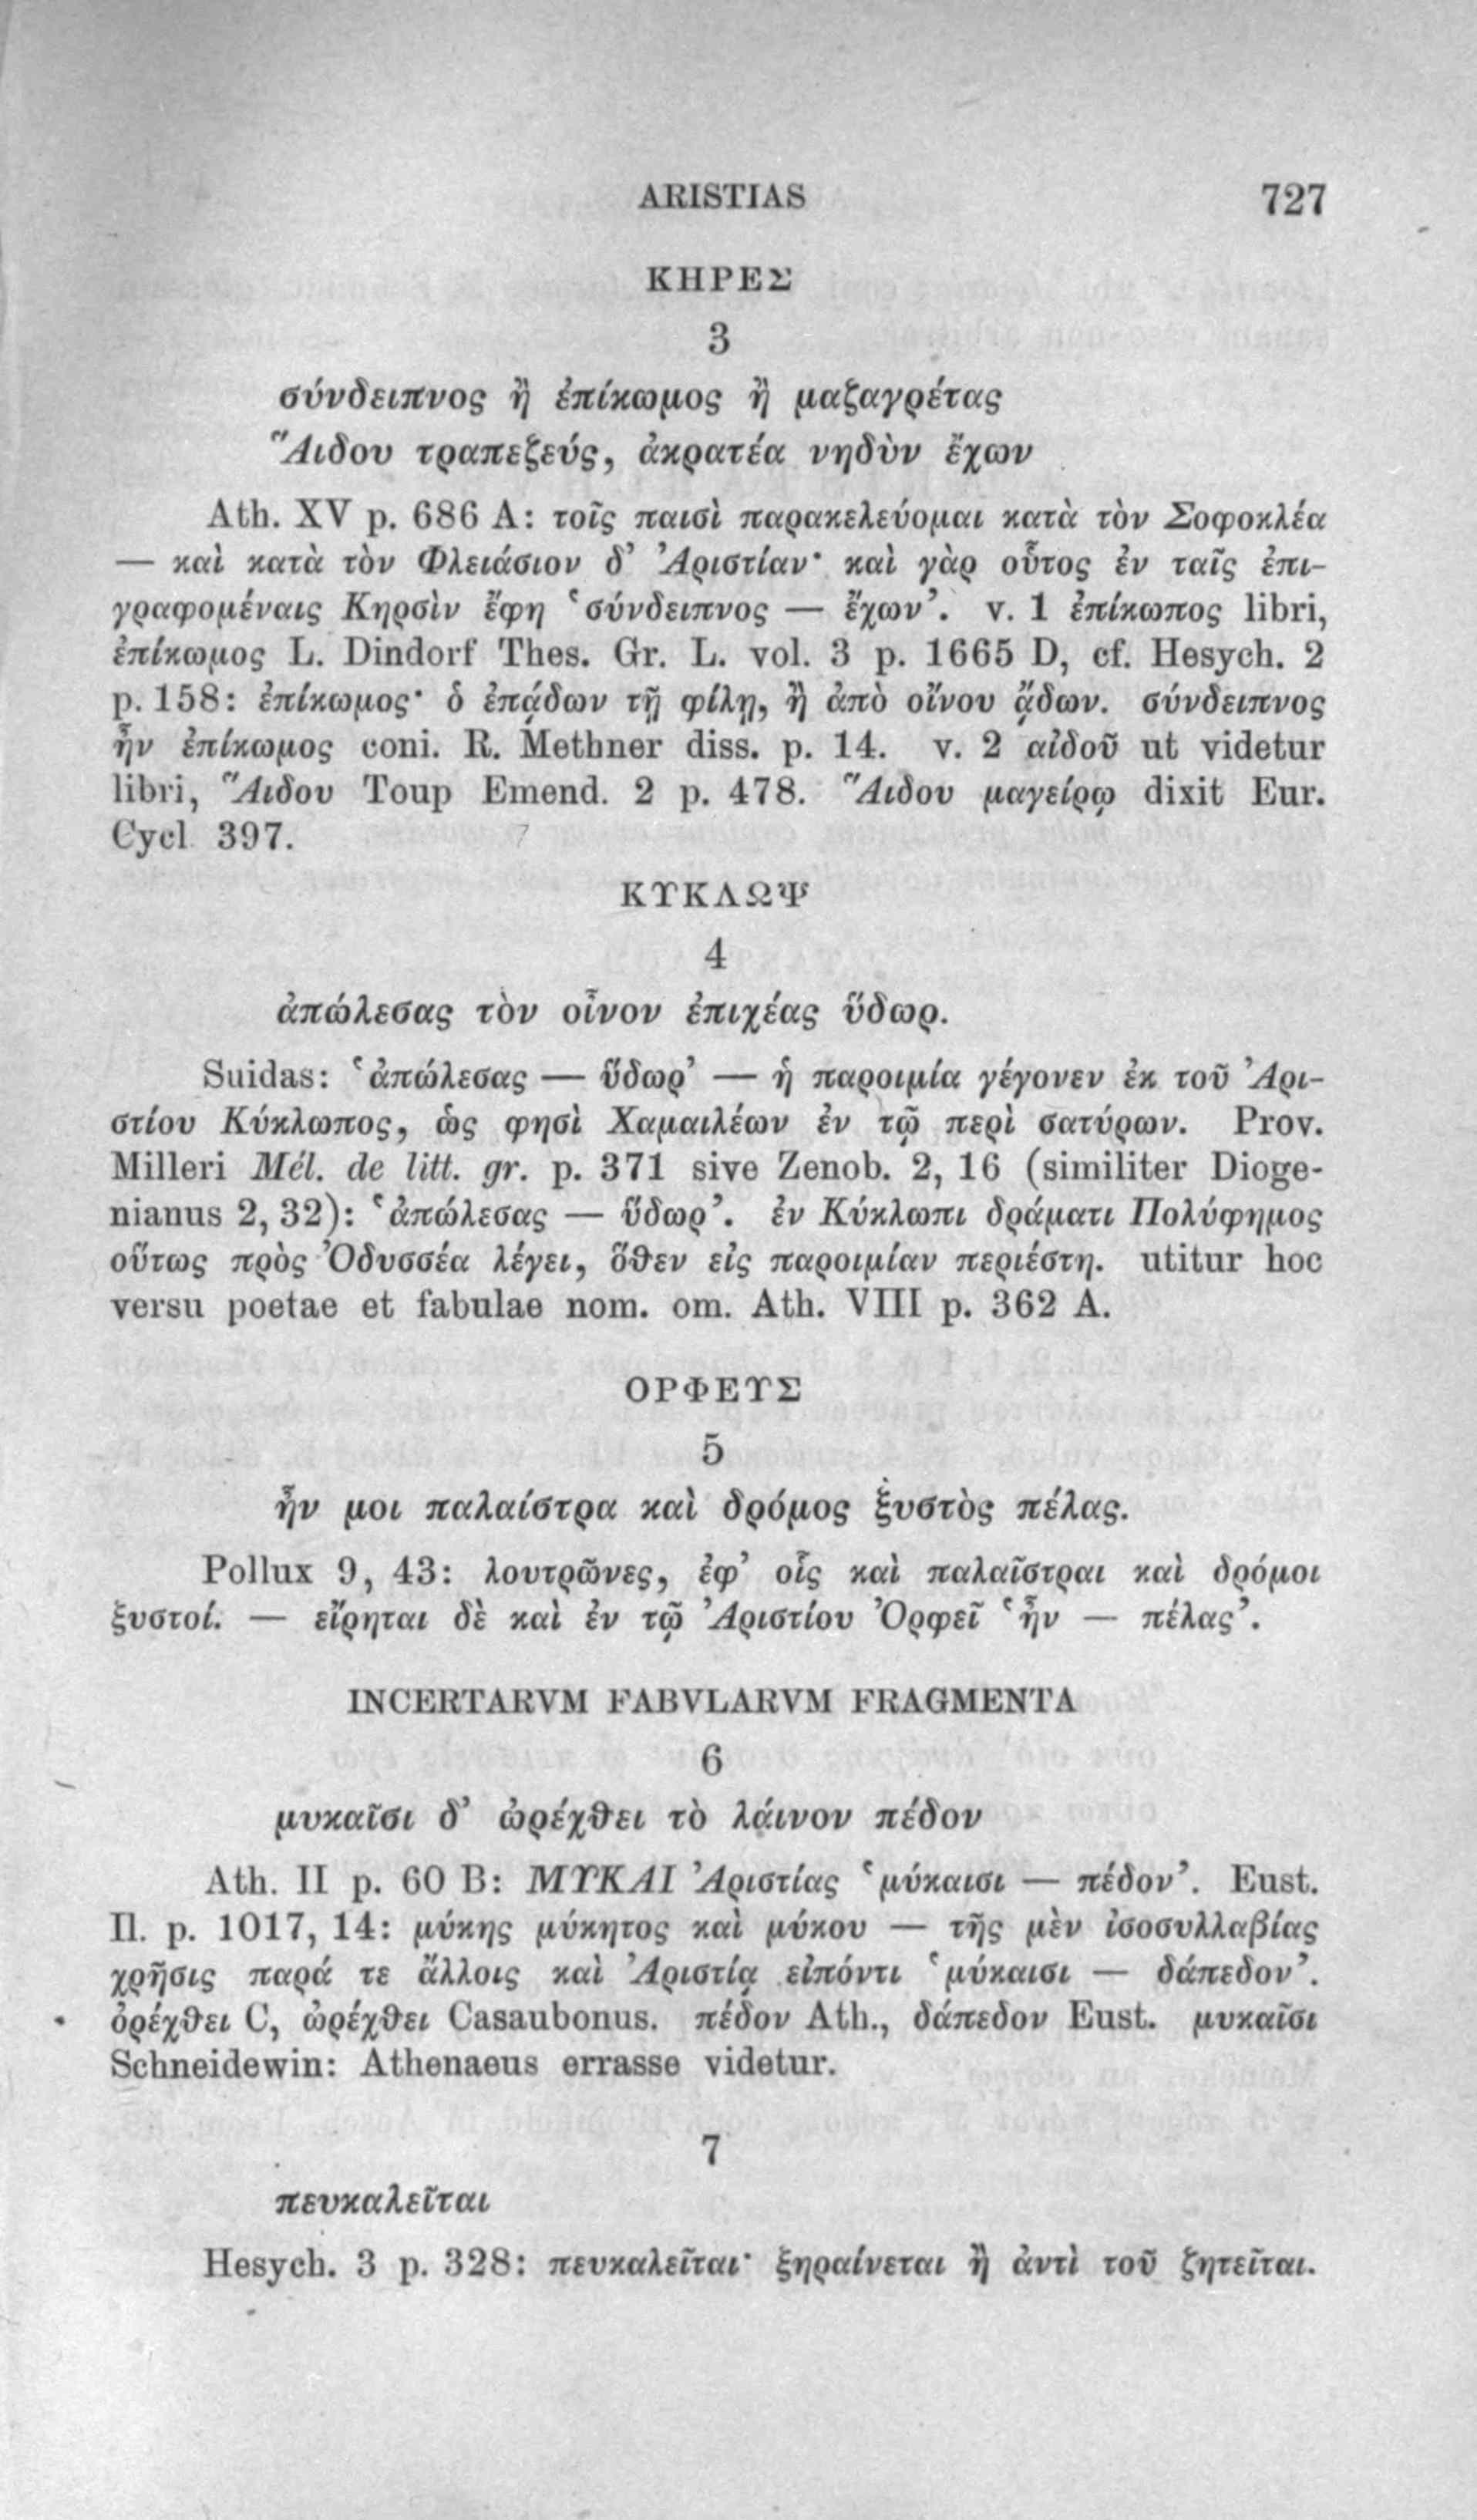 ARISTIAS 727
ΚΗΡΕΣ
3
σύνδειπνος ἢ ἐπίκωμος ἢ μαζαγρέτας
Ἅιδου τραπεζεύς, ἀκρατέα νηδὺν ἔχων
Ath. XV p. 686 A: τοῖς παισὶ παρακελεύομαι κατὰ τὸν Σοφοκλέα
— καὶ κατὰ τὸν Φλειάσιον δ’ Ἀριστίαν· καὶ γὰρ οὗτος ἐν ταῖς ἐπι-
γραφομέναις Κηρσὶν ἔφη ‘σύνδειπνος — ἔχων’. v. 1 ἐπίκωπος libri,
ἐπίκωμος L. Dindorf Thes. Gr. L. vol. 3 p. 1665 D, cf. Hesych. 2
p. 158: ἐπίκωμος· ὁ ἐπᾴδων τῇ φίλῃ, ἢ ἀπὸ οἴνου ᾄδων. σύνδειπνος
ἦν ἐπίκωμος coni. R. Methner diss. p. 14. v. 2 αἰδοῦ ut videtur
libri, Ἅιδου Toup Emend. 2 p. 478. Ἅιδου μαγείρῳ dixit Eur.
Cycl 397.
ΚΥΚΛΩΨ
4
ἀπώλεσας τὸν οἶνον ἐπιχέας ὕδωρ.
Suidas: ‘ἀπώλεσας — ὕδωρ’ — ἡ παροιμία γέγονεν ἐκ τοῦ Ἀρι-
στίου Κύκλωπος, ὥς φησὶ Χαμαιλέων ἐν τῷ περὶ σατύρων. Prov.
Milleri Mél. de litt. gr. p. 371 sive Zenob. 2, 16 (similiter Dioge-
nianus 2, 32): ‘ἀπώλεσας — ὕδωρ’. ἐν Κύκλωπι δράματι Πολύφημος
οὕτως πρὸς Ὀδυσσέα λέγει, ὅθεν εἰς παροιμίαν περιέστη. utitur hoc
versu poetae et fabulae nom. om. Ath. VIII p. 362 A.
ΟΡΦΕΥΣ
5
ἦν μοι παλαίστρα καὶ δρόμος ξυστὸς πέλας.
Pollux 9, 43: λουτρῶνες, ἐφ’ οἷς καὶ παλαῖστραι καὶ δρόμοι
ξυστοί. — εἴρηται δὲ καὶ ἐν τῷ Ἀριστίου Ὀρφεῖ ‘ἦν — πέλας’.
INCERTARVM FABVLARVM FRAGMENTA
6
μυκαῖσι δ’ ὠρέχθει τὸ λάινον πέδον
Ath. II p. 60 B: ΜΥΚΑΙ Ἀριστίας ‘μύκαισι — πέδον’. Eust.
Il. p. 1017, 14: μύκης μύκητος καὶ μύκου — τῆς μὲν ἰσοσυλλαβίας
χρῆσις παρά τε ἄλλοις καὶ Ἀριστίᾳ εἰπόντι ‘μύκαισι — δάπεδον’.
ὀρέχθει C, ὠρέχθει Casaubonus. πέδον Ath., δάπεδον Eust. μυκαῖσι
Schneidewin: Athenaeus errasse videtur.
7
πευκαλεῖται
Hesych. 3 p. 328: πευκαλεῖται· ξηραίνεται ἢ ἀντὶ τοῦ ζητεῖται.